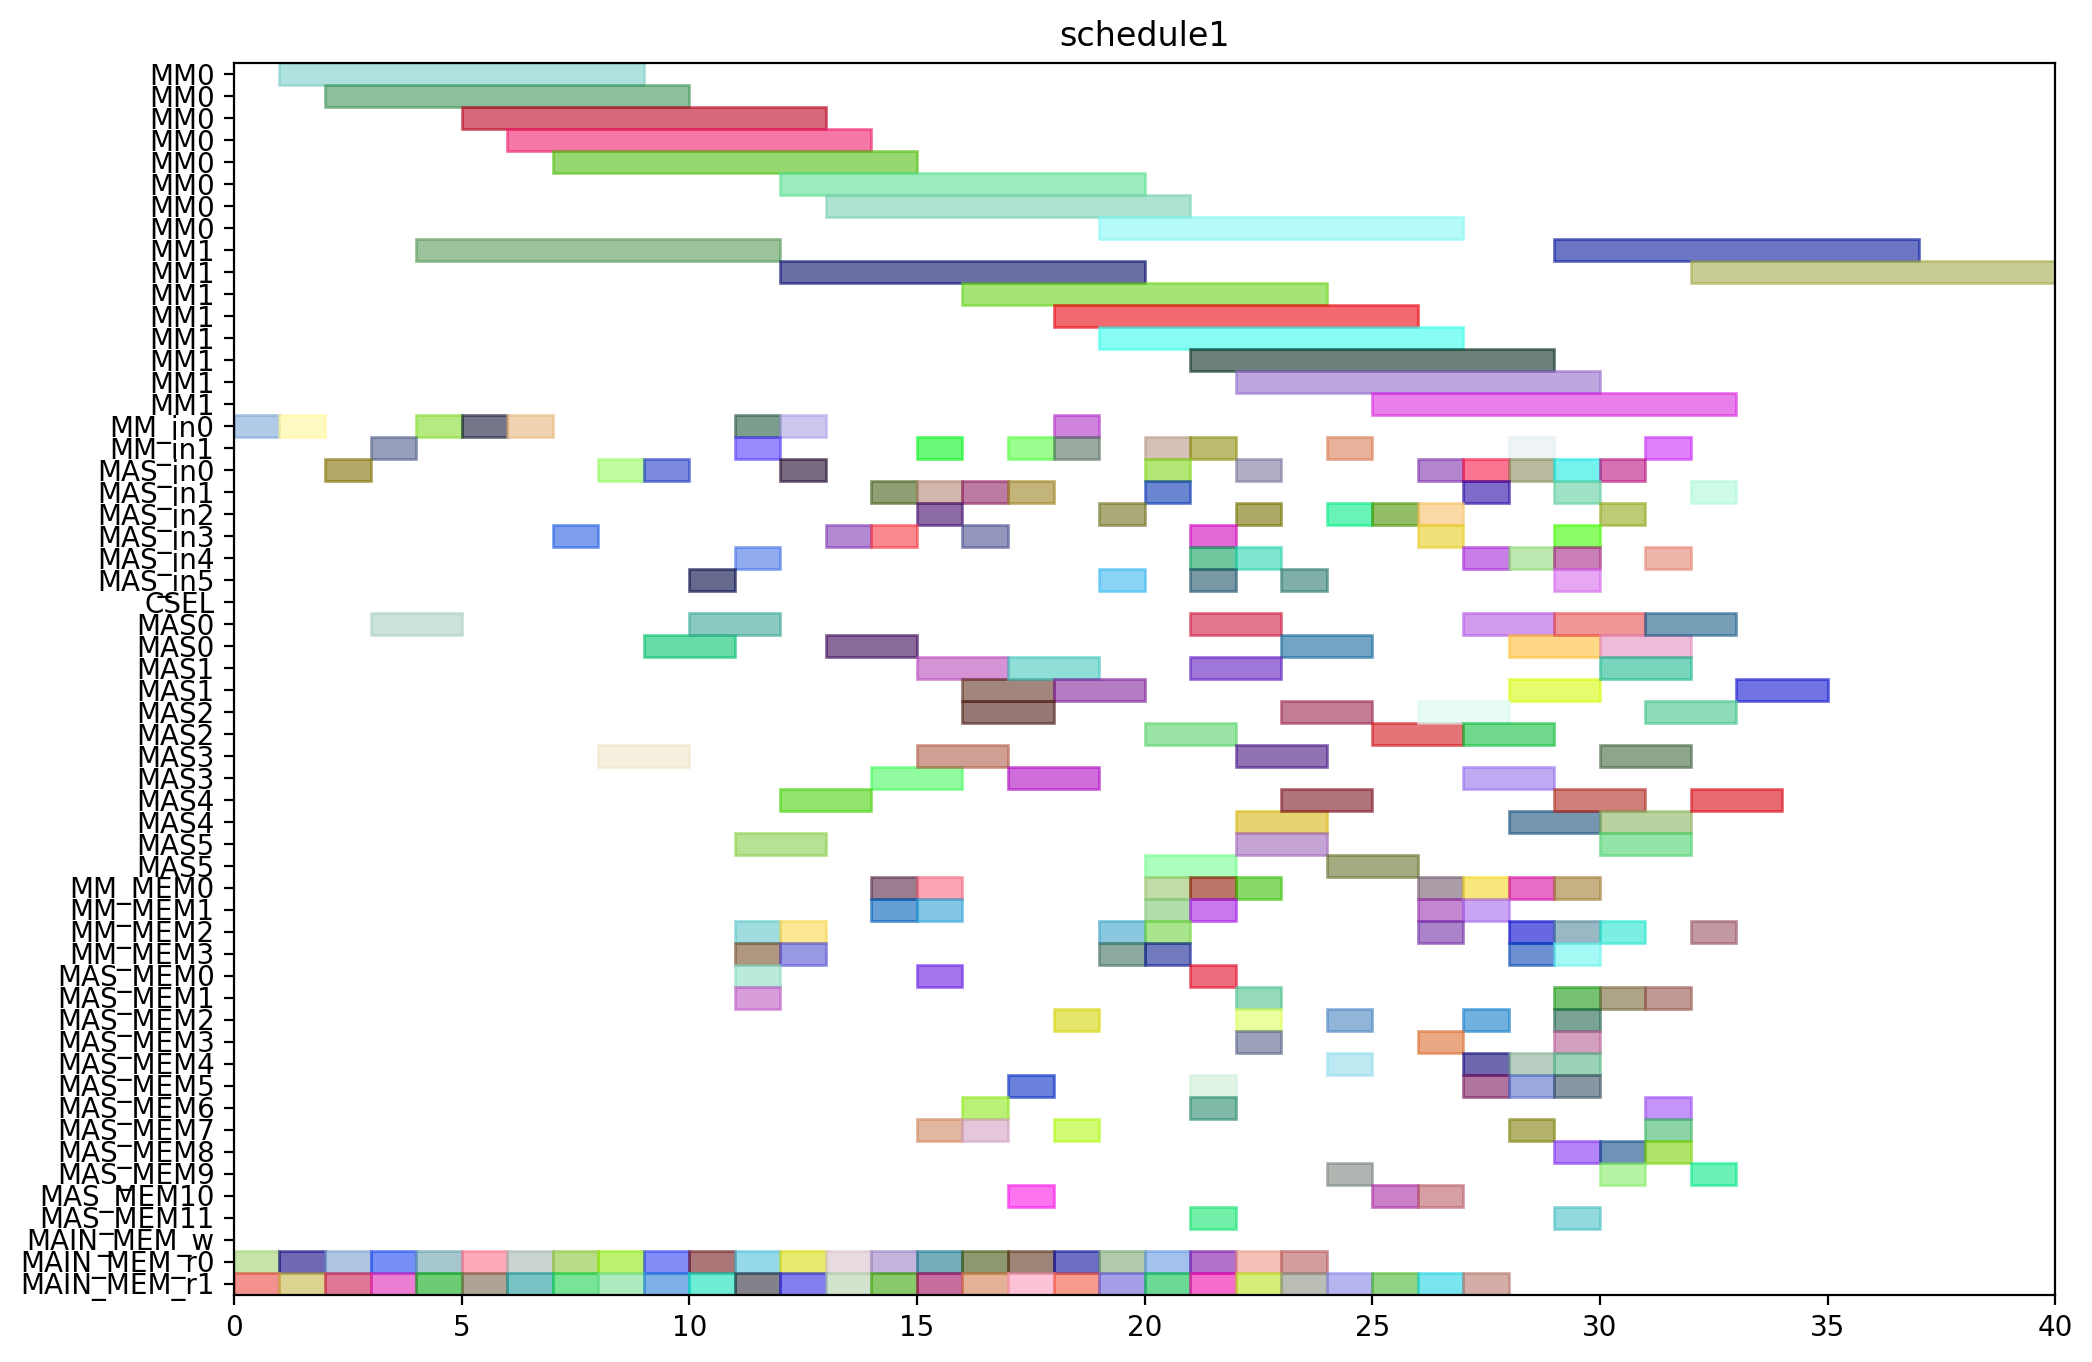 schedule1
MM0
MM0
MM0
MM0
MM0
MM0
MM0
MM0
MM1
MM1
MM1
MM1
MM1
MM1
MM1
MM1
MM_in0
MM_in1
MAS_in0
MAS_in1
MAS_in2
MAS_in3
MAS_in4
MAS_in5
CSEL
MAS0
MAS0
MAS1
MAS1
MAS2
MAS2
MAS3
MAS3
MAS4
MAS4
MAS5
MAS5
MM_MEM0
MM_MEM1
MM_MEM2
MM_MEM3
MAS_MEM0
MAS_MEM1
MAS_MEM2
MAS_MEM3
MAS_MEM4
MAS_MEM5
MAS_MEM6
MAS_MEM7
MAS_MEM8
MAS_MEM9
MAS_MEM10
MAS_MEM11
MAIN_MEM_w
MAIN_MEM_r0
MAIN_MEM_r1
0 5 10 15 20 25 30 35 40